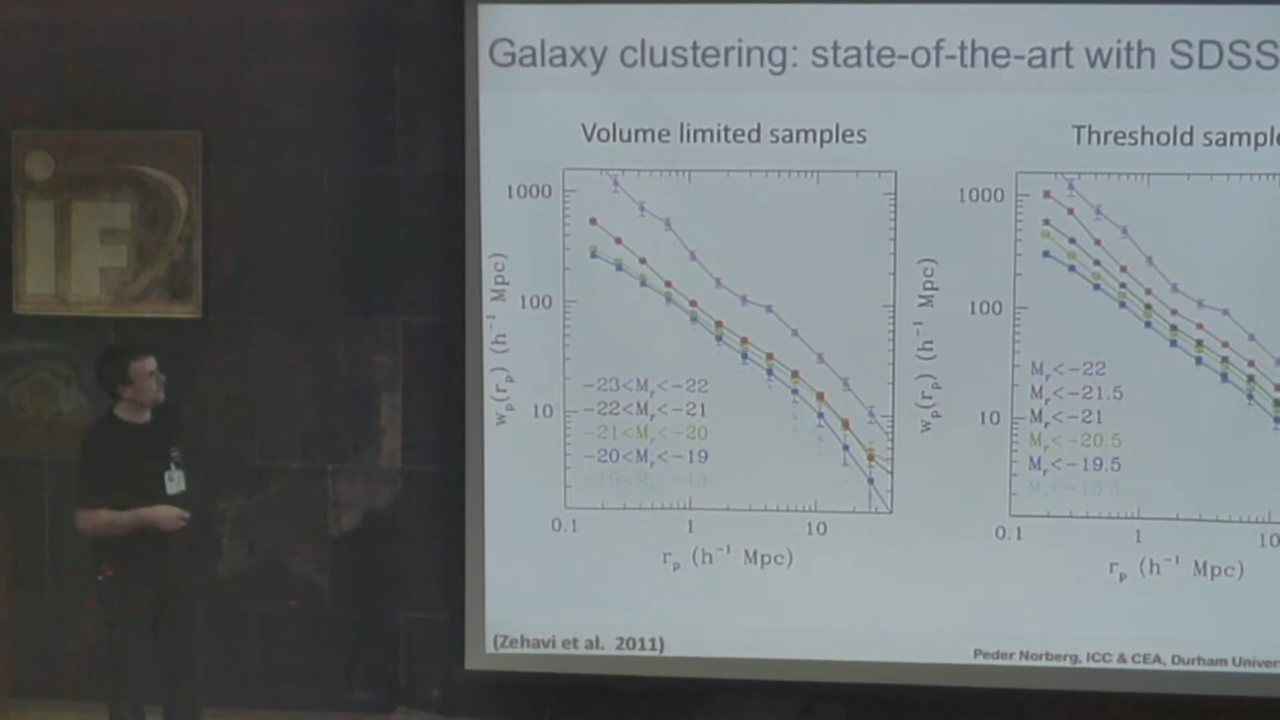 Galaxy clustering: state-of-the-art with SDSS
Volume limited samples
1000
100
10
0.1
1
10
wp(rp) (h⁻¹ Mpc)
rp (h⁻¹ Mpc)
-23<Mr<-22
-22<Mr<-21
-21<Mr<-20
-20<Mr<-19
Threshold sampl
1000
100
10
0.1
1
10
wp(rp) (h⁻¹ Mpc)
rp (h⁻¹ Mpc)
Mr<-22
Mr<-21.5
Mr<-21
Mr<-20.5
Mr<-19.5
(Zehavi et al. 2011)
Peder Norberg, ICC & CEA, Durham Univer
iF